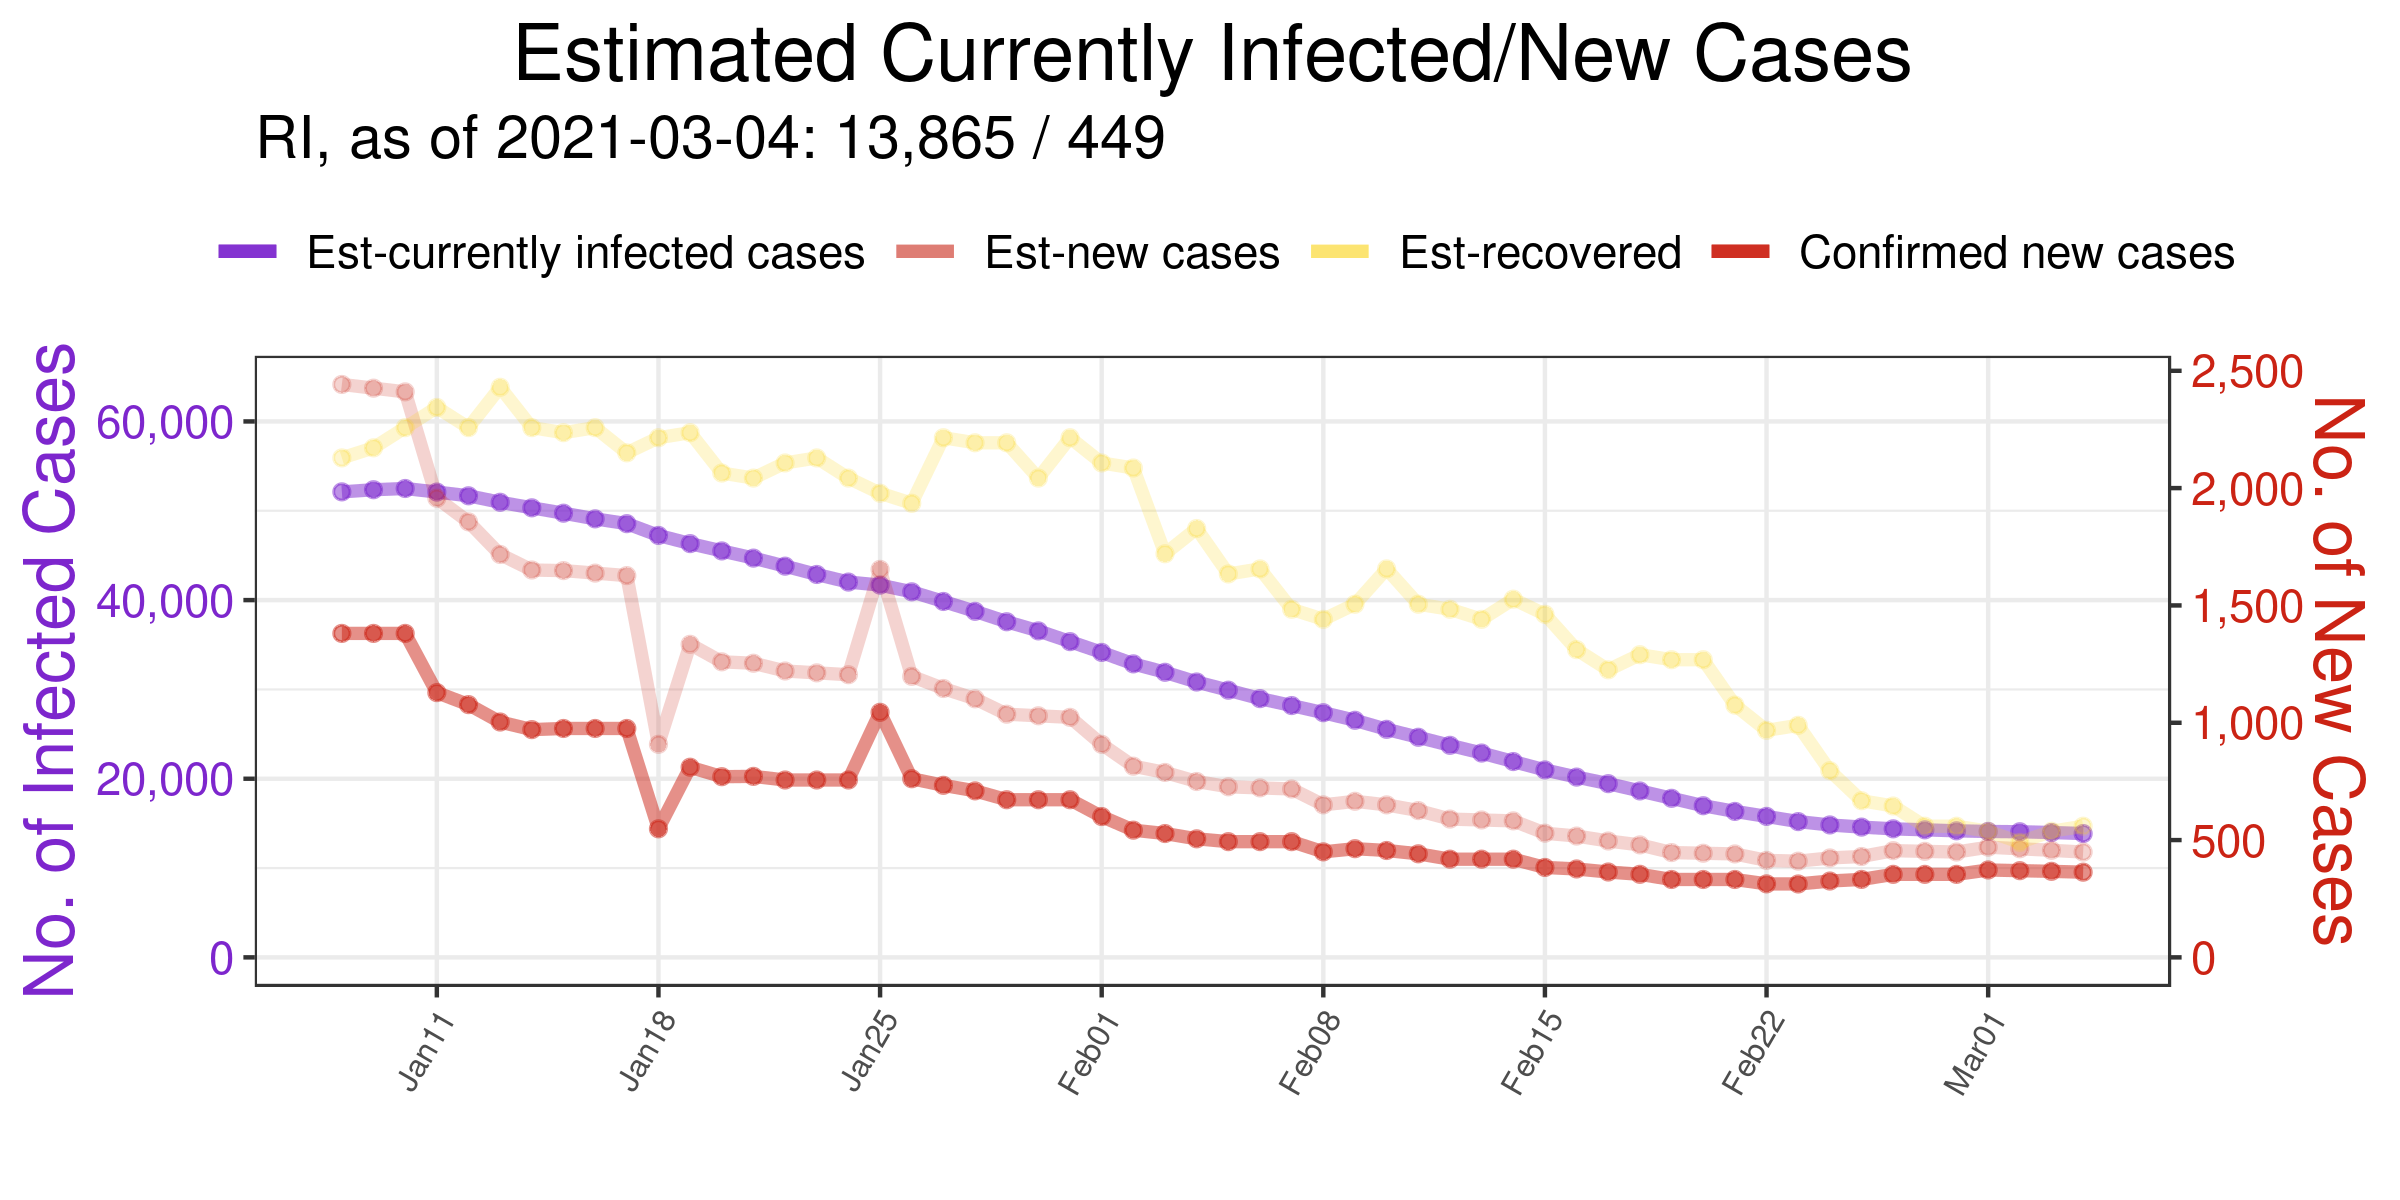 Estimated Currently Infected/New Cases
RI, as of 2021-03-04: 13,865 / 449
Est-currently infected cases Est-new cases Est-recovered Confirmed new cases
No. of Infected Cases
60,000
40,000
20,000
0
2,500
2,000
1,500
1,000
500
0
No. of New Cases
Jan11 Jan18 Jan25 Feb01 Feb08 Feb15 Feb22 Mar01